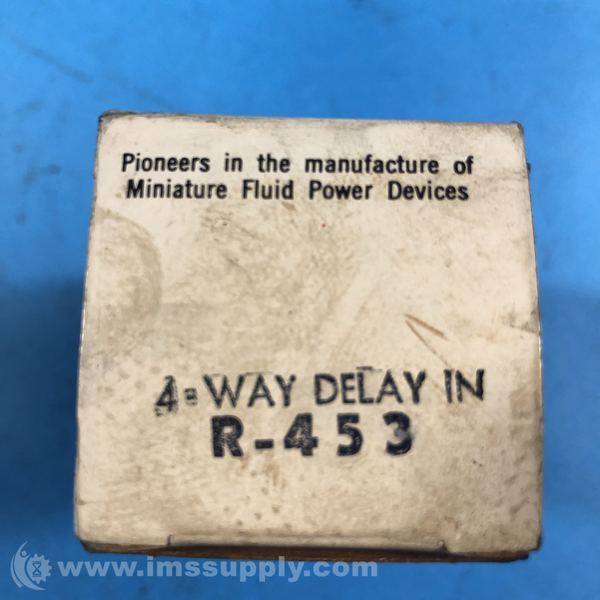 Pioneers in the manufacture of
Miniature Fluid Power Devices
4-WAY DELAY IN
R-453
www.imssupply.com